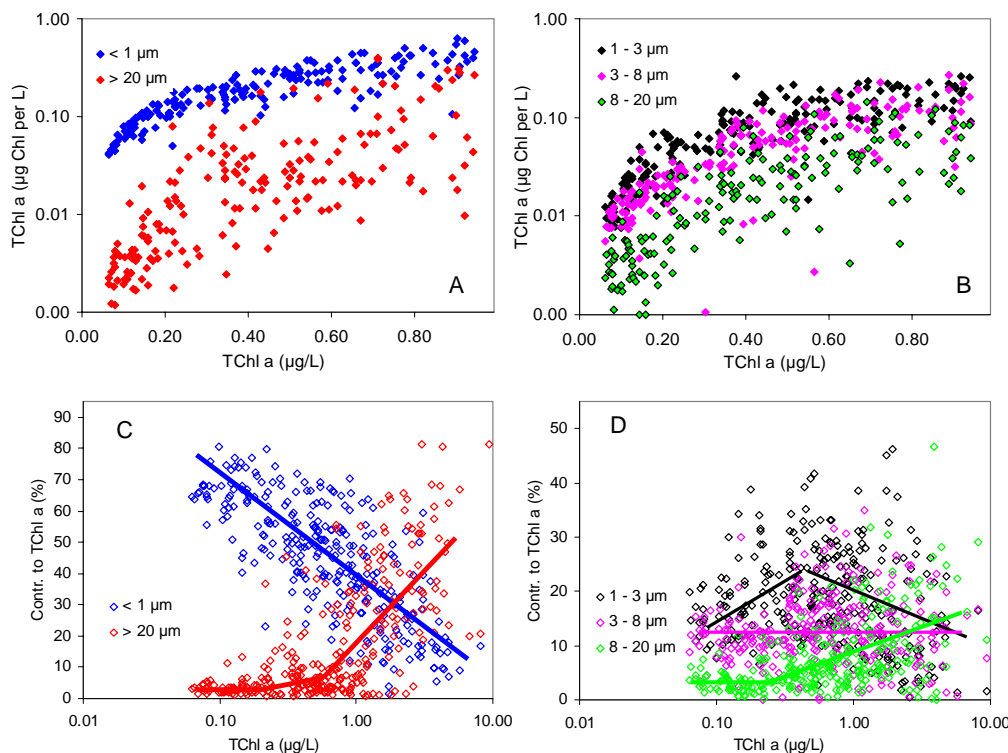 1.00
0.10
0.01
0.00
TChl a (µg Chl per L)
< 1 µm
> 20 µm
A
0.00 0.20 0.40 0.60 0.80
TChl a (µg/L)
1.00
0.10
0.01
0.00
TChl a (µg Chl per L)
1 - 3 µm
3 - 8 µm
8 - 20 µm
B
0.00 0.20 0.40 0.60 0.80
TChl a (µg/L)
90
80
70
60
50
40
30
20
10
0
Contr. to TChl a (%)
C
< 1 µm
> 20 µm
0.01 0.10 1.00 10.00
TChl a (µg/L)
50
40
30
20
10
0
Contr. to TChl a (%)
D
1 - 3 µm
3 - 8 µm
8 - 20 µm
0.01 0.10 1.00 10.00
TChl a (µg/L)